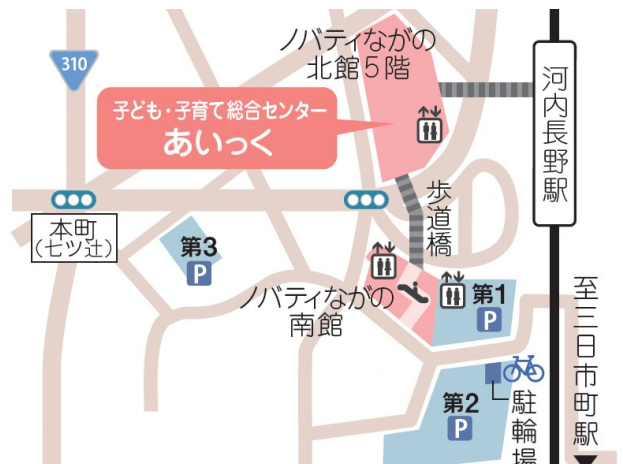 310
ノバティながの
北館5階
子ども・子育て総合センター
あいっく
河内長野駅
歩道橋
本町
(七ツ辻)
第3
P
ノバティながの
南館
第1
P
至三日市町駅
第2
P
駐輪場